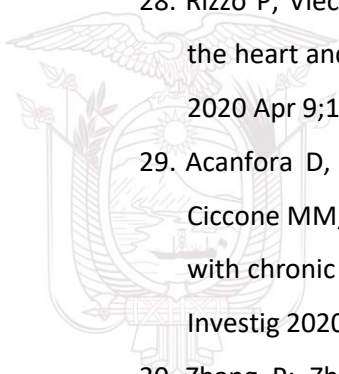 28. Rizzo P, Viec
the heart and
2020 Apr 9;1
29. Acanfora D,
Ciccone MM,
with chronic
Investig 2020
30. Zhang P; Zh